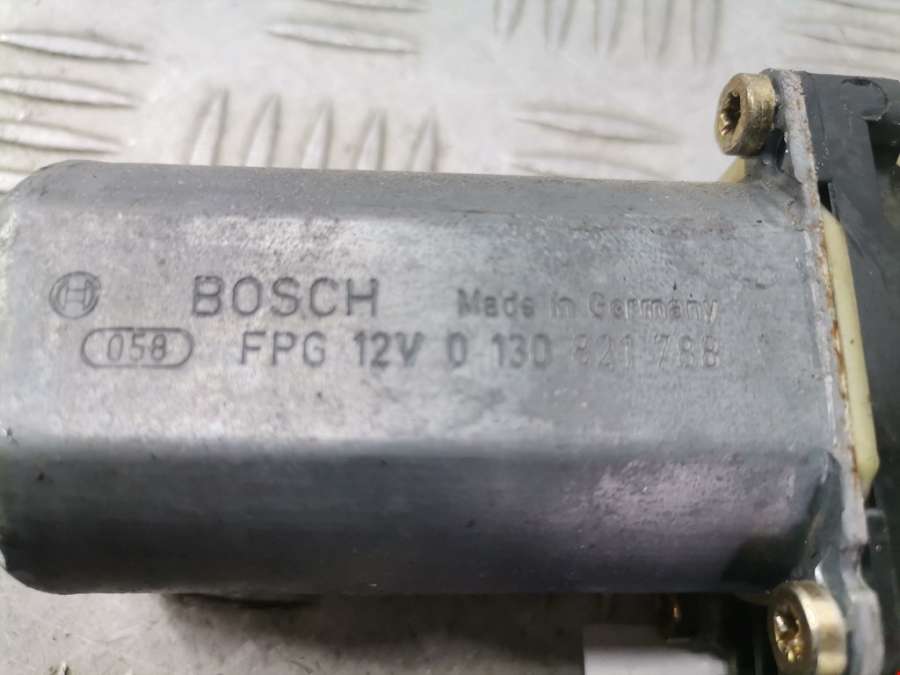 BOSCH Made in Germany
058 FPG 12V 0 130 821 788